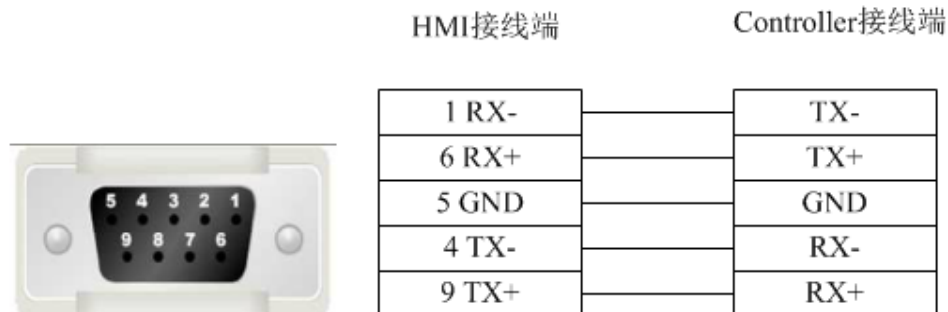 HMI接线端 Controller接线端
1 RX- TX-
6 RX+ TX+
5 GND GND
4 TX- RX-
9 TX+ RX+
5 4 3 2 1
9 8 7 6